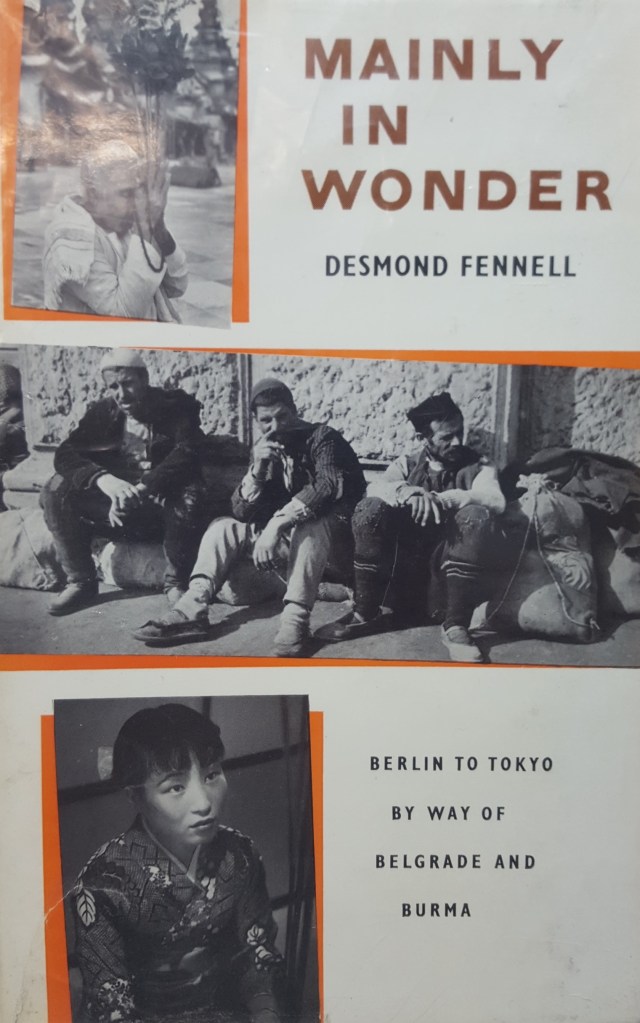 MAINLY
IN
WONDER
DESMOND FENNELL
BERLIN TO TOKYO
BY WAY OF
BELGRADE AND
BURMA